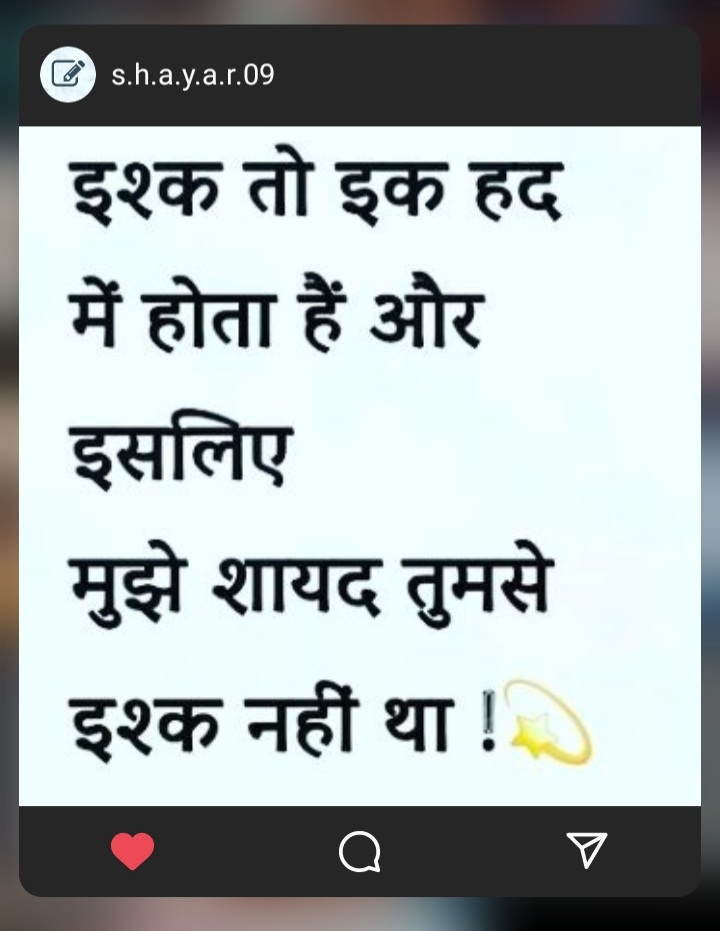 s.h.a.y.a.r.09
इश्क तो इक हद
में होता हैं और
इसलिए
मुझे शायद तुमसे
इश्क नहीं था !💫